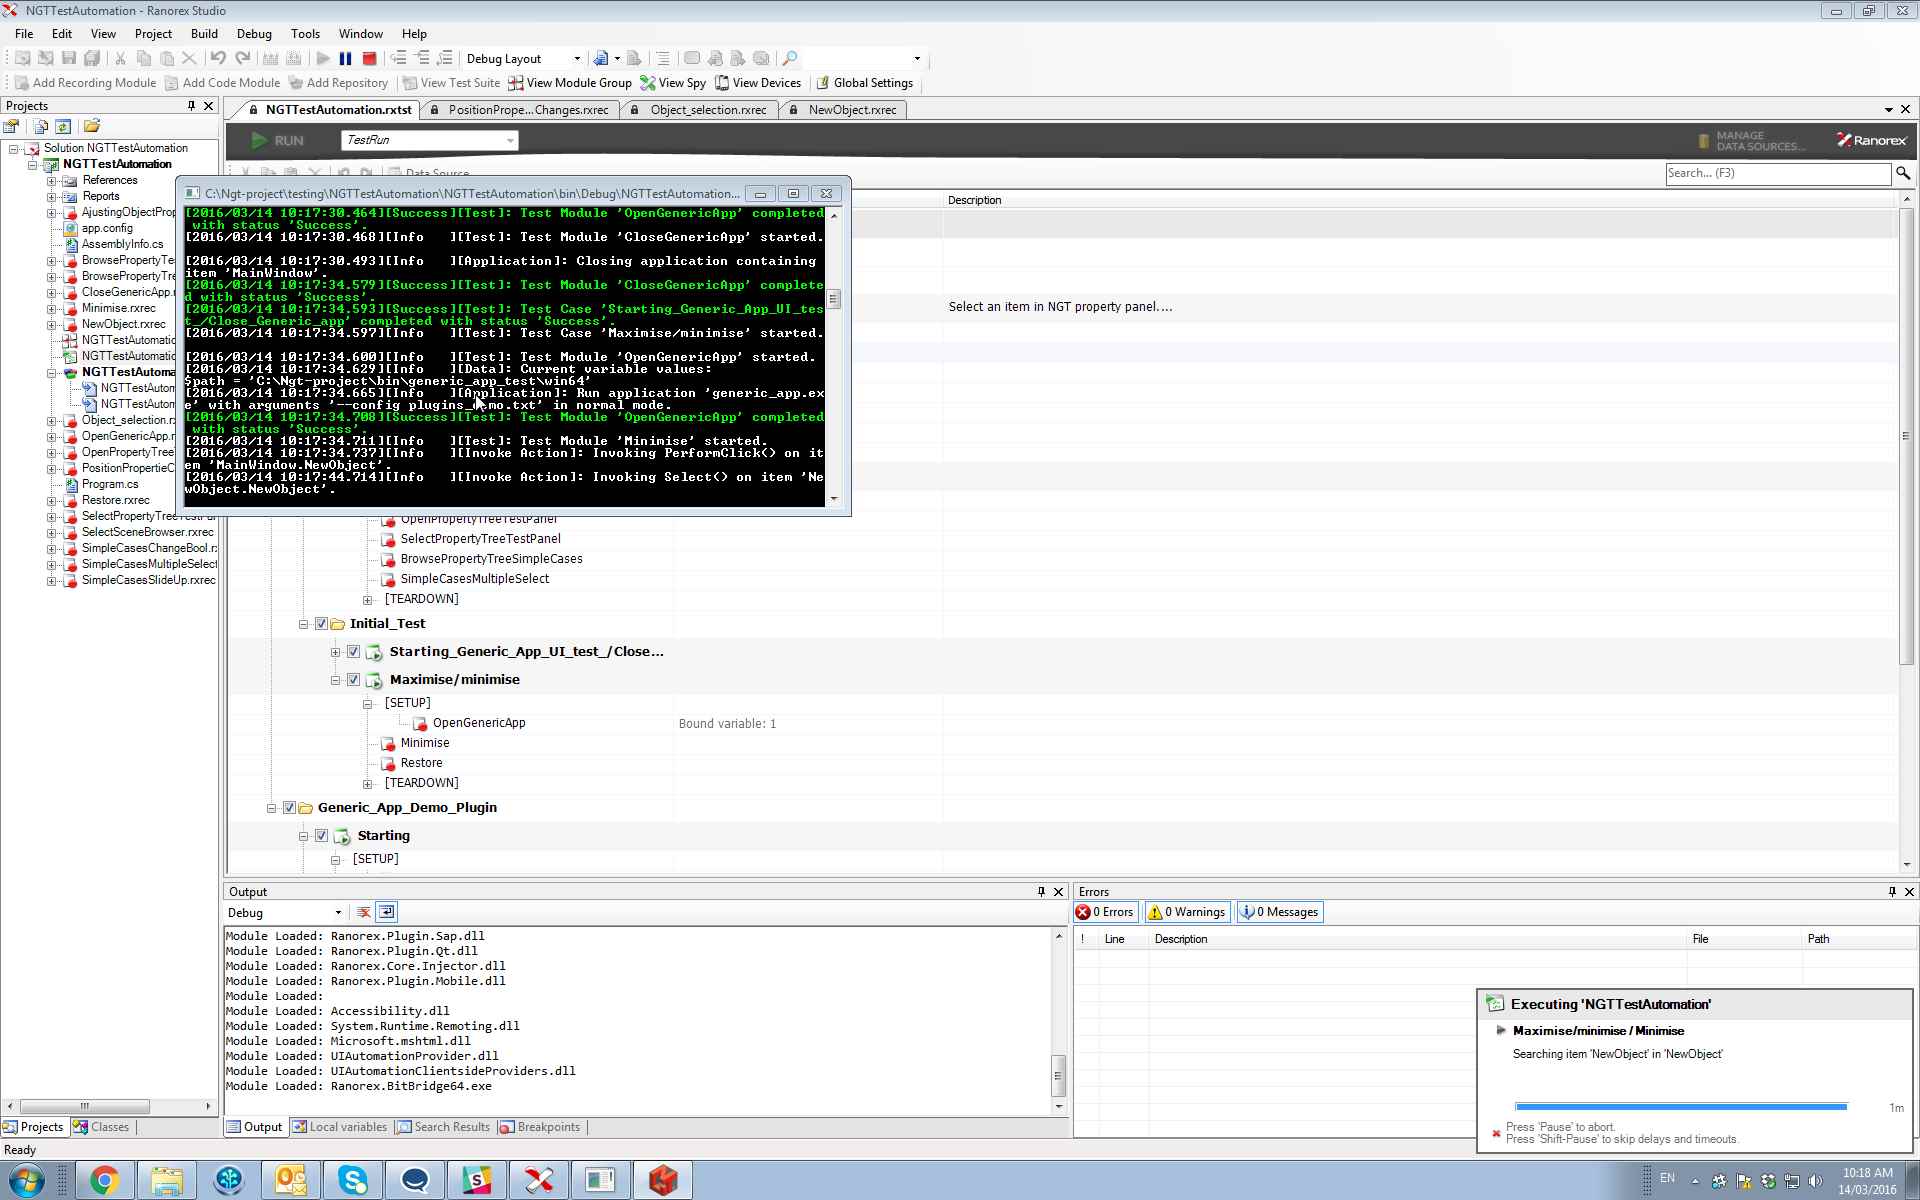 NGTTestAutomation - Ranorex Studio
File Edit View Project Build Debug Tools Window Help
Debug Layout
Add Recording Module Add Code Module Add Repository View Test Suite View Module Group View Spy View Devices Global Settings
Projects
NGTTestAutomation.rxtst PositionPrope...Changes.rxrec Object_selection.rxrec NewObject.rxrec
RUN TestRun MANAGE DATA SOURCES... Ranorex
Search... (F3)
Description
Select an item in NGT property panel....
Solution NGTTestAutomation
NGTTestAutomation
References
Reports
AjustingObjectProp
app.config
AssemblyInfo.cs
BrowsePropertyTe
BrowsePropertyTre
CloseGenericApp.r
Minimise.rxrec
NewObject.rxrec
NGTTestAutomatio
NGTTestAutomatio
NGTTestAutoma
NGTTestAutom
NGTTestAutom
Object_selection.rx
OpenGenericApp.r
OpenPropertyTree
PositionPropertieC
Program.cs
Restore.rxrec
SelectSceneBrowser.rxrec
SimpleCasesChangeBool.rx
SimpleCasesMultipleSelect
SimpleCasesSlideUp.rxrec
C:\Ngt-project\testing\NGTTestAutomation\NGTTestAutomation\bin\Debug\NGTTestAutomation...
[2016/03/14 10:17:30.464][Success][Test]: Test Module 'OpenGenericApp' completed
with status 'Success'.
[2016/03/14 10:17:30.468][Info   ][Test]: Test Module 'CloseGenericApp' started.
[2016/03/14 10:17:30.493][Info   ][Application]: Closing application containing
item 'MainWindow'.
[2016/03/14 10:17:34.579][Success][Test]: Test Module 'CloseGenericApp' complete
d with status 'Success'.
[2016/03/14 10:17:34.593][Success][Test]: Test Case 'Starting_Generic_App_UI_tes
t_/Close_Generic_app' completed with status 'Success'.
[2016/03/14 10:17:34.597][Info   ][Test]: Test Case 'Maximise/minimise' started.
[2016/03/14 10:17:34.600][Info   ][Test]: Test Module 'OpenGenericApp' started.
[2016/03/14 10:17:34.629][Info   ][Data]: Current variable values:
$path = 'C:\Ngt-project\bin\generic_app_test\win64'
[2016/03/14 10:17:34.665][Info   ][Application]: Run application 'generic_app.ex
e' with arguments '--config plugins_demo.txt' in normal mode.
[2016/03/14 10:17:34.708][Success][Test]: Test Module 'OpenGenericApp' completed
with status 'Success'.
[2016/03/14 10:17:34.711][Info   ][Test]: Test Module 'Minimise' started.
[2016/03/14 10:17:34.737][Info   ][Invoke Action]: Invoking PerformClick() on it
em 'MainWindow.NewObject'.
[2016/03/14 10:17:44.714][Info   ][Invoke Action]: Invoking Select() on item 'Ne
wObject.NewObject'.
OpenPropertyTreeTestPanel
SelectPropertyTreeTestPanel
BrowsePropertyTreeSimpleCases
SimpleCasesMultipleSelect
[TEARDOWN]
Initial_Test
Starting_Generic_App_UI_test_/Close...
Maximise/minimise
[SETUP]
OpenGenericApp Bound variable: 1
Minimise
Restore
[TEARDOWN]
Generic_App_Demo_Plugin
Starting
[SETUP]
Output
Debug
Module Loaded: Ranorex.Plugin.Sap.dll
Module Loaded: Ranorex.Plugin.Qt.dll
Module Loaded: Ranorex.Core.Injector.dll
Module Loaded: Ranorex.Plugin.Mobile.dll
Module Loaded:
Module Loaded: Accessibility.dll
Module Loaded: System.Runtime.Remoting.dll
Module Loaded: Microsoft.mshtml.dll
Module Loaded: UIAutomationProvider.dll
Module Loaded: UIAutomationClientsideProviders.dll
Module Loaded: Ranorex.BitBridge64.exe
Output Local variables Search Results Breakpoints
Errors
0 Errors 0 Warnings 0 Messages
! Line Description File Path
Executing 'NGTTestAutomation'
Maximise/minimise / Minimise
Searching item 'NewObject' in 'NewObject'
1m
Press 'Pause' to abort.
Press 'Shift-Pause' to skip delays and timeouts.
Projects Classes
Ready
EN
10:18 AM
14/03/2016